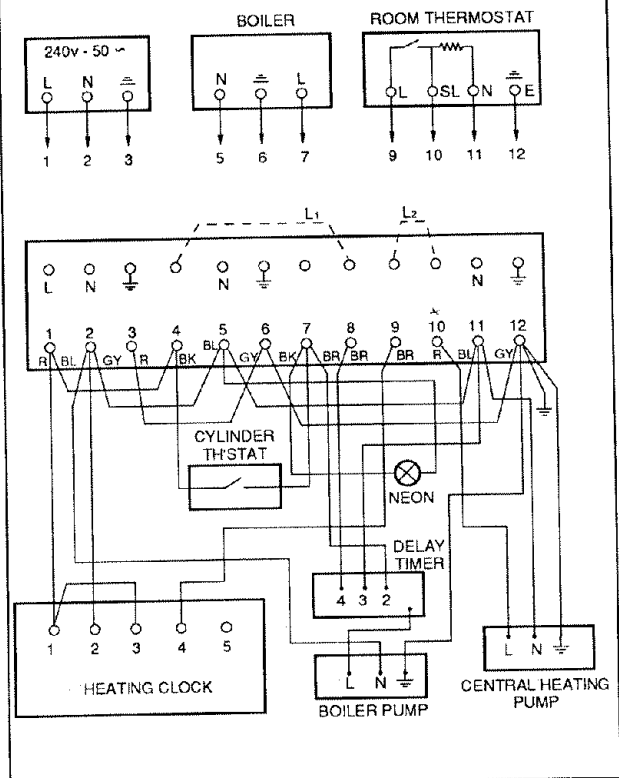 BOILER
ROOM THERMOSTAT
240v - 50 ~
L N
N L
L SL N E
1 2 3
5 6 7
9 10 11 12
L1
L2
L N N N
1 2 3 4 5 6 7 8 9 10 11 12
R BL GY R BK BL GY BK BR BR BR R BL GY
CYLINDER
TH'STAT
NEON
DELAY
TIMER
4 3 2
1 2 3 4 5
HEATING CLOCK
L N
BOILER PUMP
L N
CENTRAL HEATING
PUMP